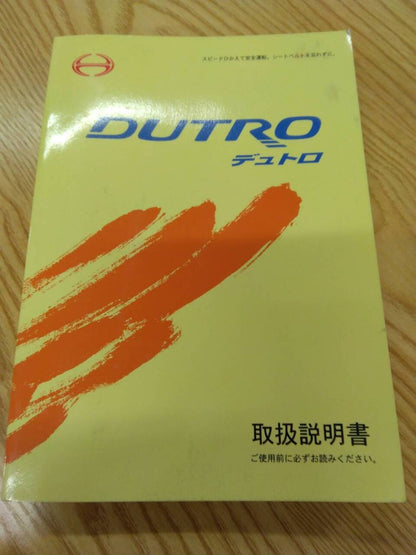 スピードひかえて安全運転。シートベルトを忘れずに。
DUTRO
デュトロ
取扱説明書
ご使用前に必ずお読みください。